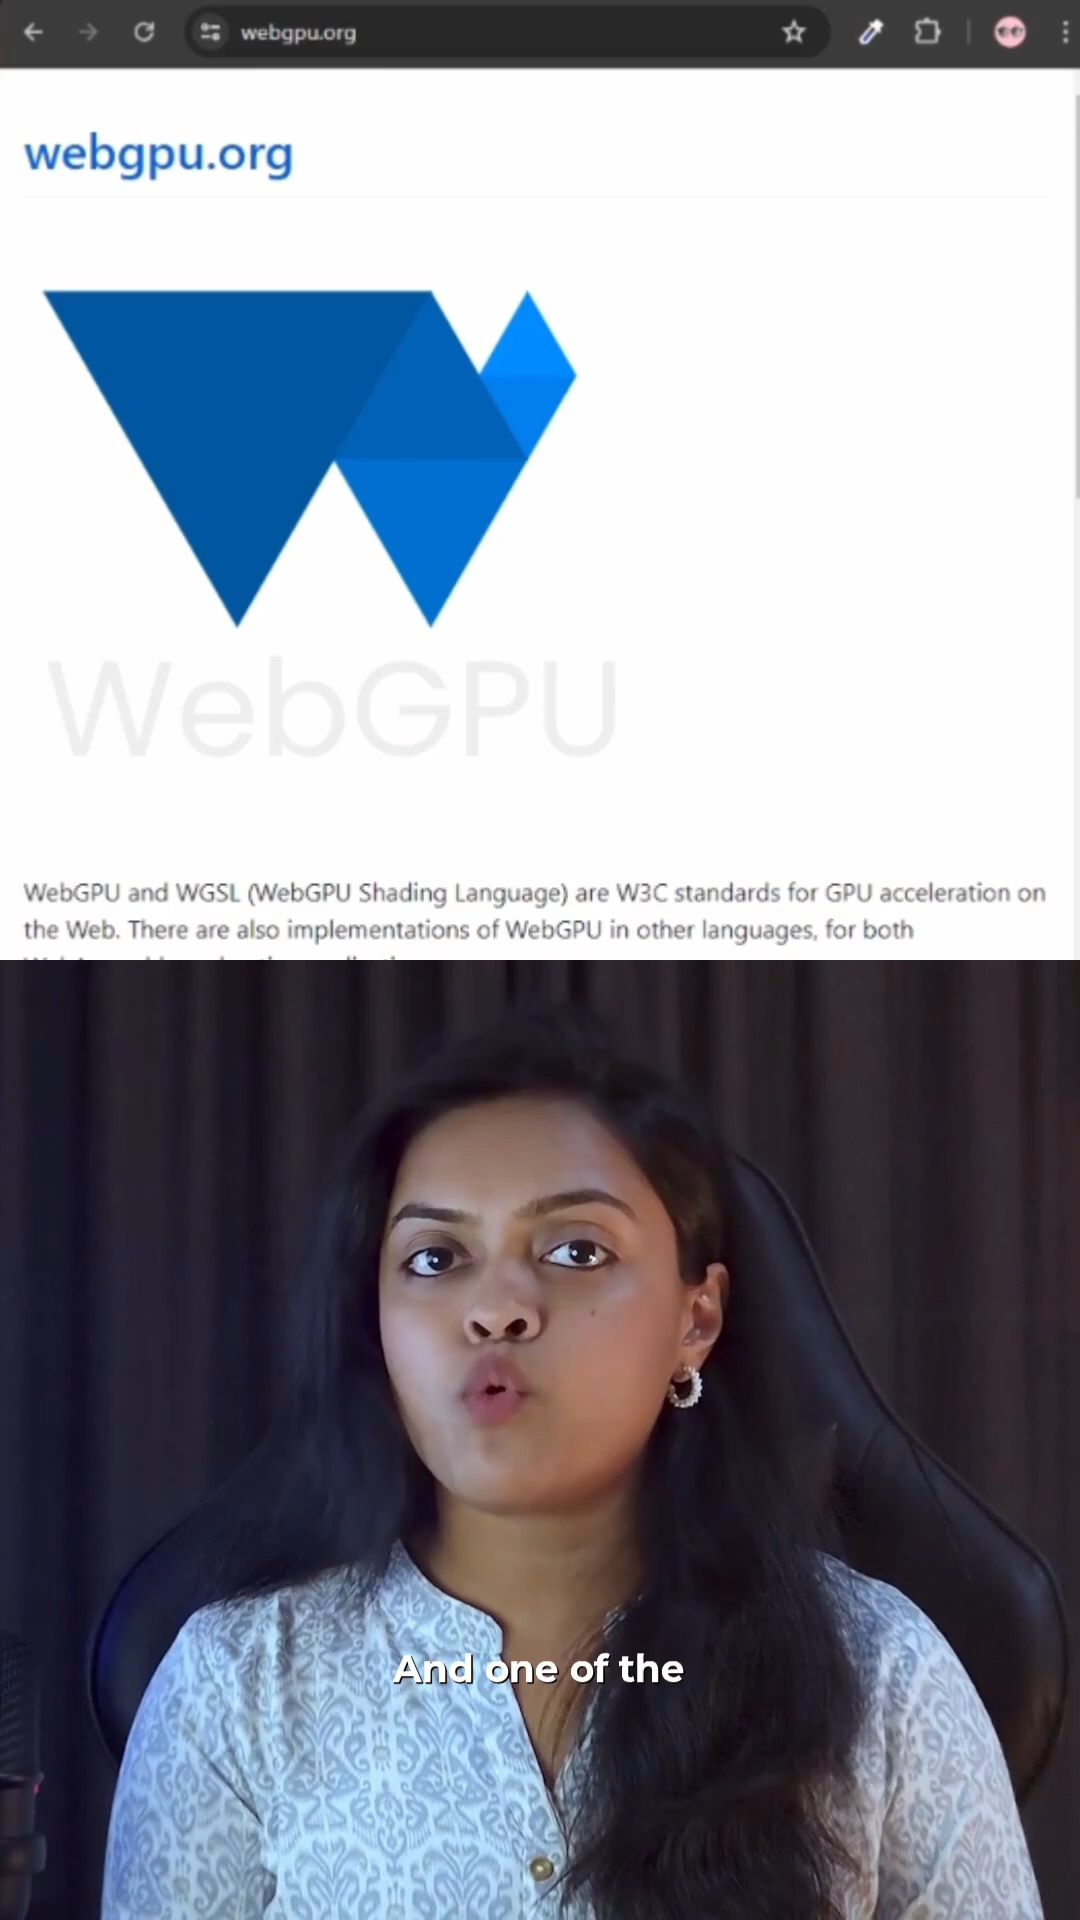 webgpu.org
webgpu.org
WebGPU
WebGPU and WGSL (WebGPU Shading Language) are W3C standards for GPU acceleration on
the Web. There are also implementations of WebGPU in other languages, for both
And one of the